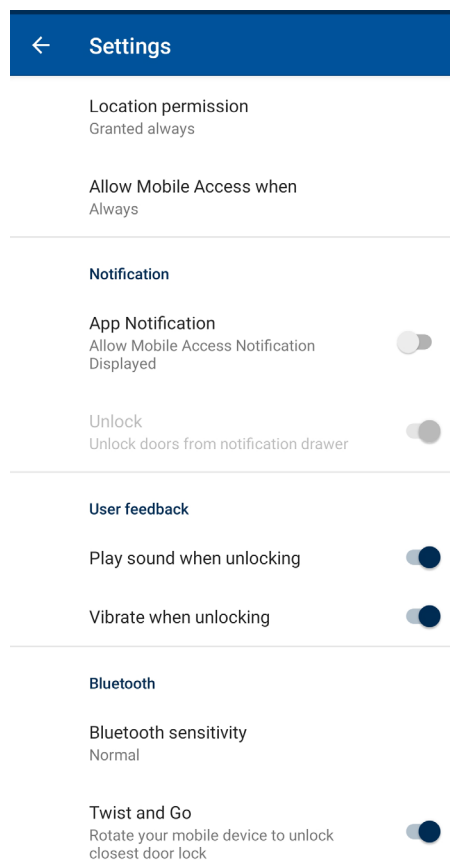 Settings
Location permission
Granted always
Allow Mobile Access when
Always
Notification
App Notification
Allow Mobile Access Notification
Displayed
Unlock
Unlock doors from notification drawer
User feedback
Play sound when unlocking
Vibrate when unlocking
Bluetooth
Bluetooth sensitivity
Normal
Twist and Go
Rotate your mobile device to unlock
closest door lock